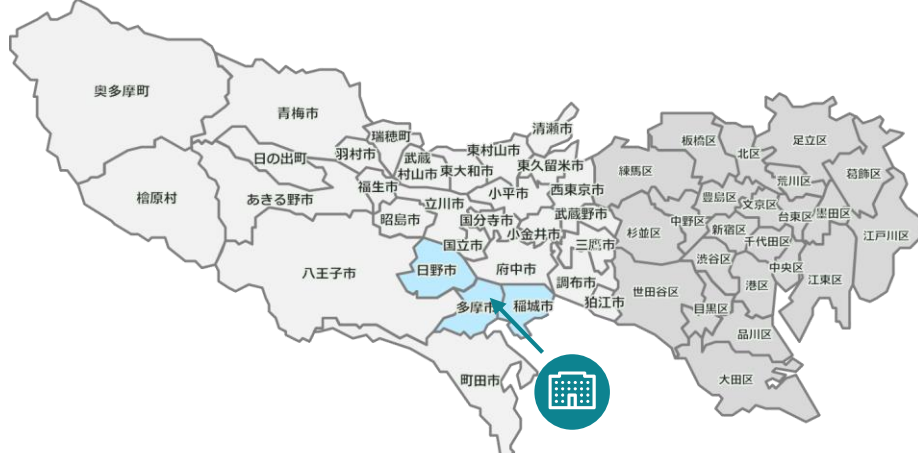 奥多摩町
青梅市
瑞穂町
羽村市
日の出町
檜原村
あきる野市
福生市
武蔵
村山市
東大和市
東村山市
清瀬市
東久留米市
昭島市
立川市
小平市
西東京市
国分寺市
小金井市
武蔵野市
国立市
三鷹市
八王子市
日野市
府中市
調布市
狛江市
多摩市
稲城市
町田市
練馬区
板橋区
北区
足立区
葛飾区
荒川区
豊島区
文京区
台東区
墨田区
江戸川区
杉並区
中野区
新宿区
千代田区
渋谷区
中央区
江東区
港区
世田谷区
目黒区
品川区
大田区